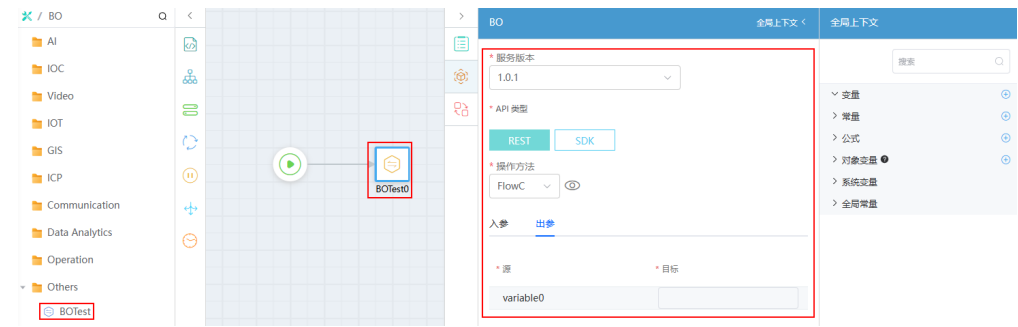 / BO
AI
IOC
Video
IOT
GIS
ICP
Communication
Data Analytics
Operation
Others
BOTest
BOTest0
BO
全局上下文
* 服务版本
1.0.1
* API 类型
REST
SDK
* 操作方法
FlowC
入参
出参
* 源
* 目标
variable0
全局上下文
搜索
变量
常量
公式
对象变量
系统变量
全局常量